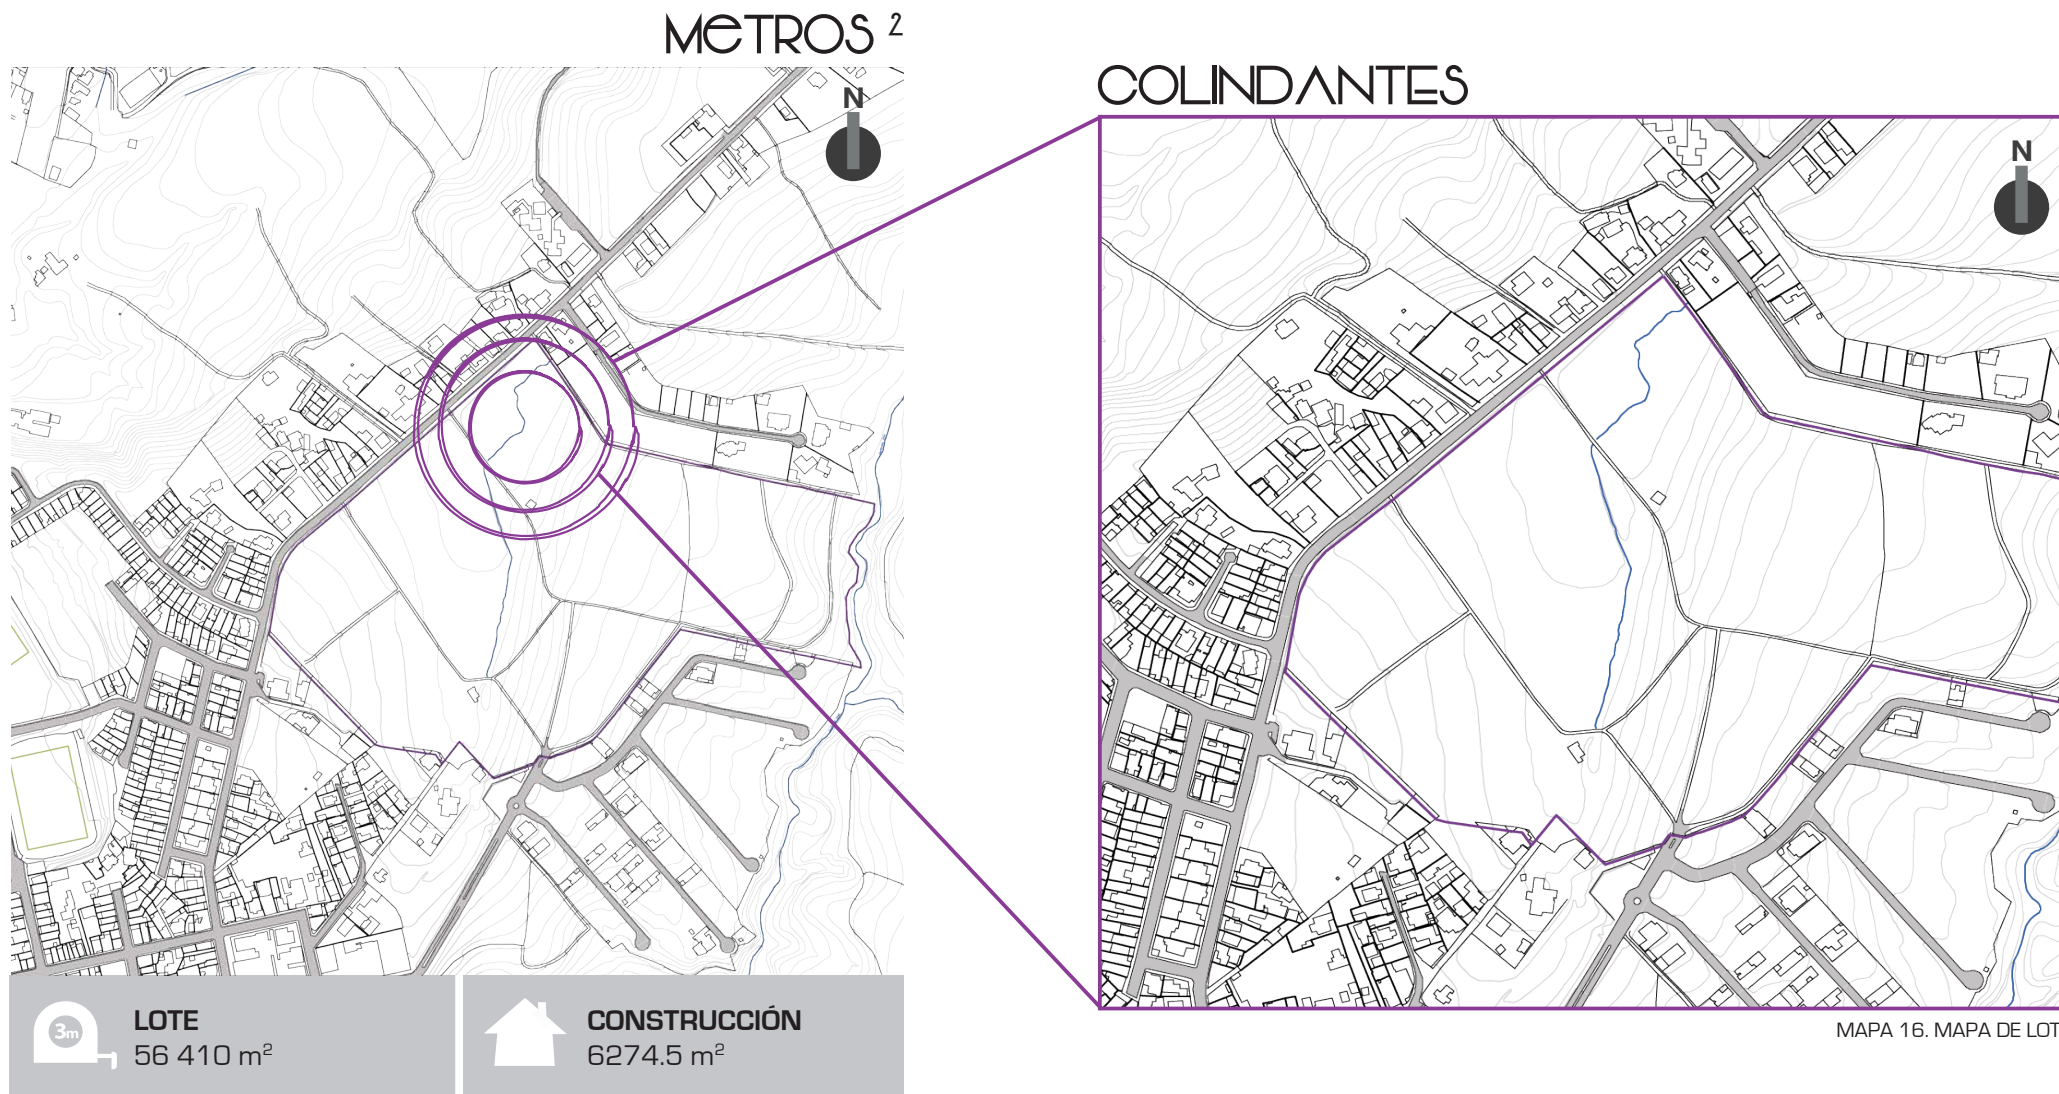 METROS ²
N
LOTE
56 410 m²
3m
CONSTRUCCIÓN
6274.5 m²
COLINDANTES
N
MAPA 16. MAPA DE LOT